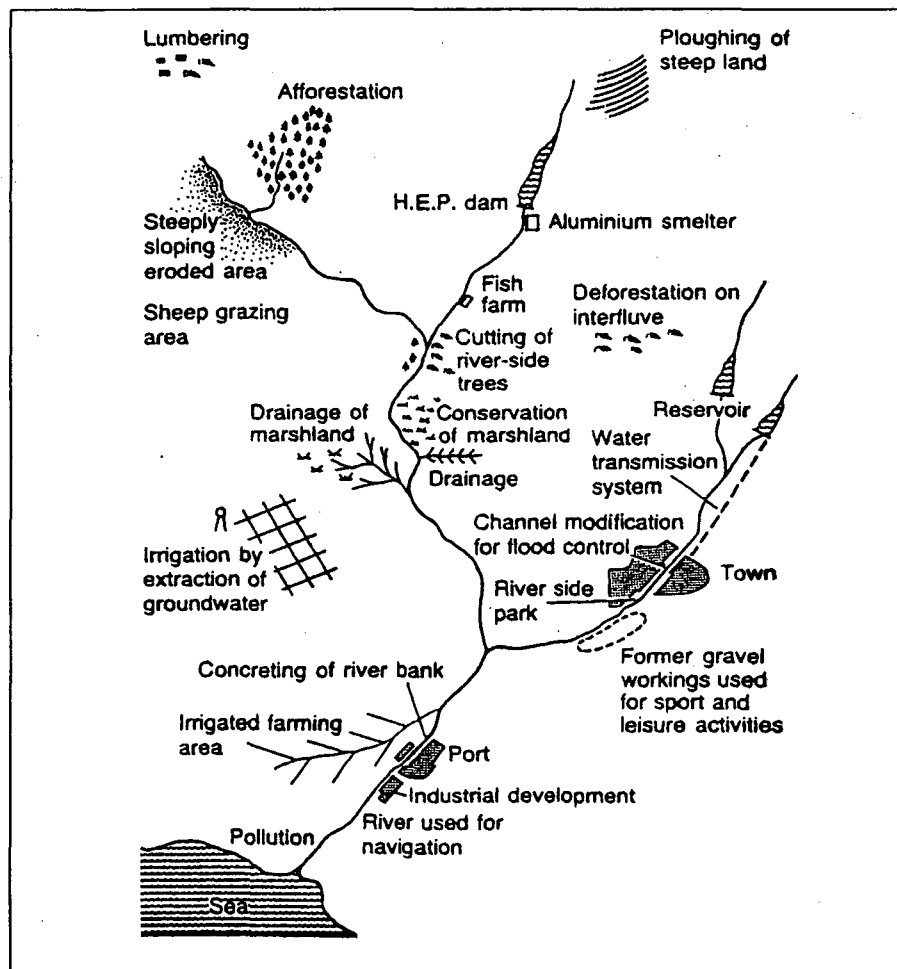 Lumbering
Ploughing of
steep land
Afforestation
H.E.P. dam
Aluminium smelter
Steeply
sloping
eroded area
Fish
farm
Deforestation on
interfluve
Sheep grazing
area
Cutting of
river-side
trees
Reservoir
Drainage of
marshland
Conservation
of marshland
Water
transmission
system
Drainage
Channel modification
for flood control
Irrigation by
extraction of
groundwater
Town
River side
park
Former gravel
workings used
for sport and
leisure activities
Concreting of river bank
Irrigated farming
area
Port
Industrial development
River used for
navigation
Pollution
Sea